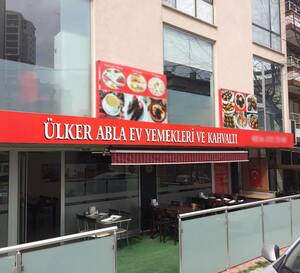 ÜLKER ABLA EV YEMEKLERİ VE KAHVALTI